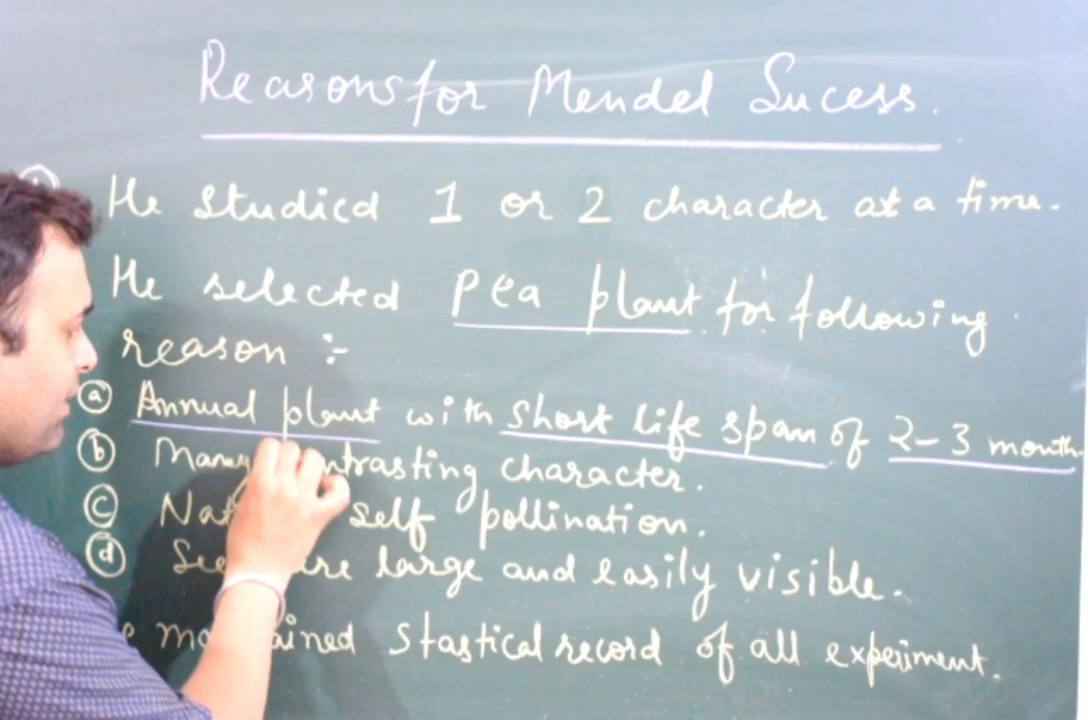 Reasons for Mendel Sucess.
He studied 1 or 2 character at a time.
He selected pea plant for following
reason :-
(a) Annual plant with short life span of 2-3 month.
(b) Many contrasting character.
(c) self pollination.
(d) are large and easily visible.
stastical record of all experiment.